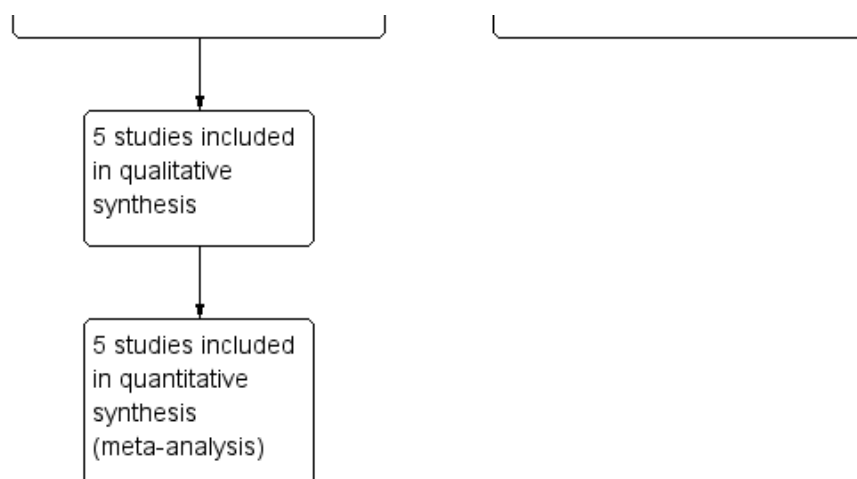 5 studies included
in qualitative
synthesis
5 studies included
in quantitative
synthesis
(meta-analysis)